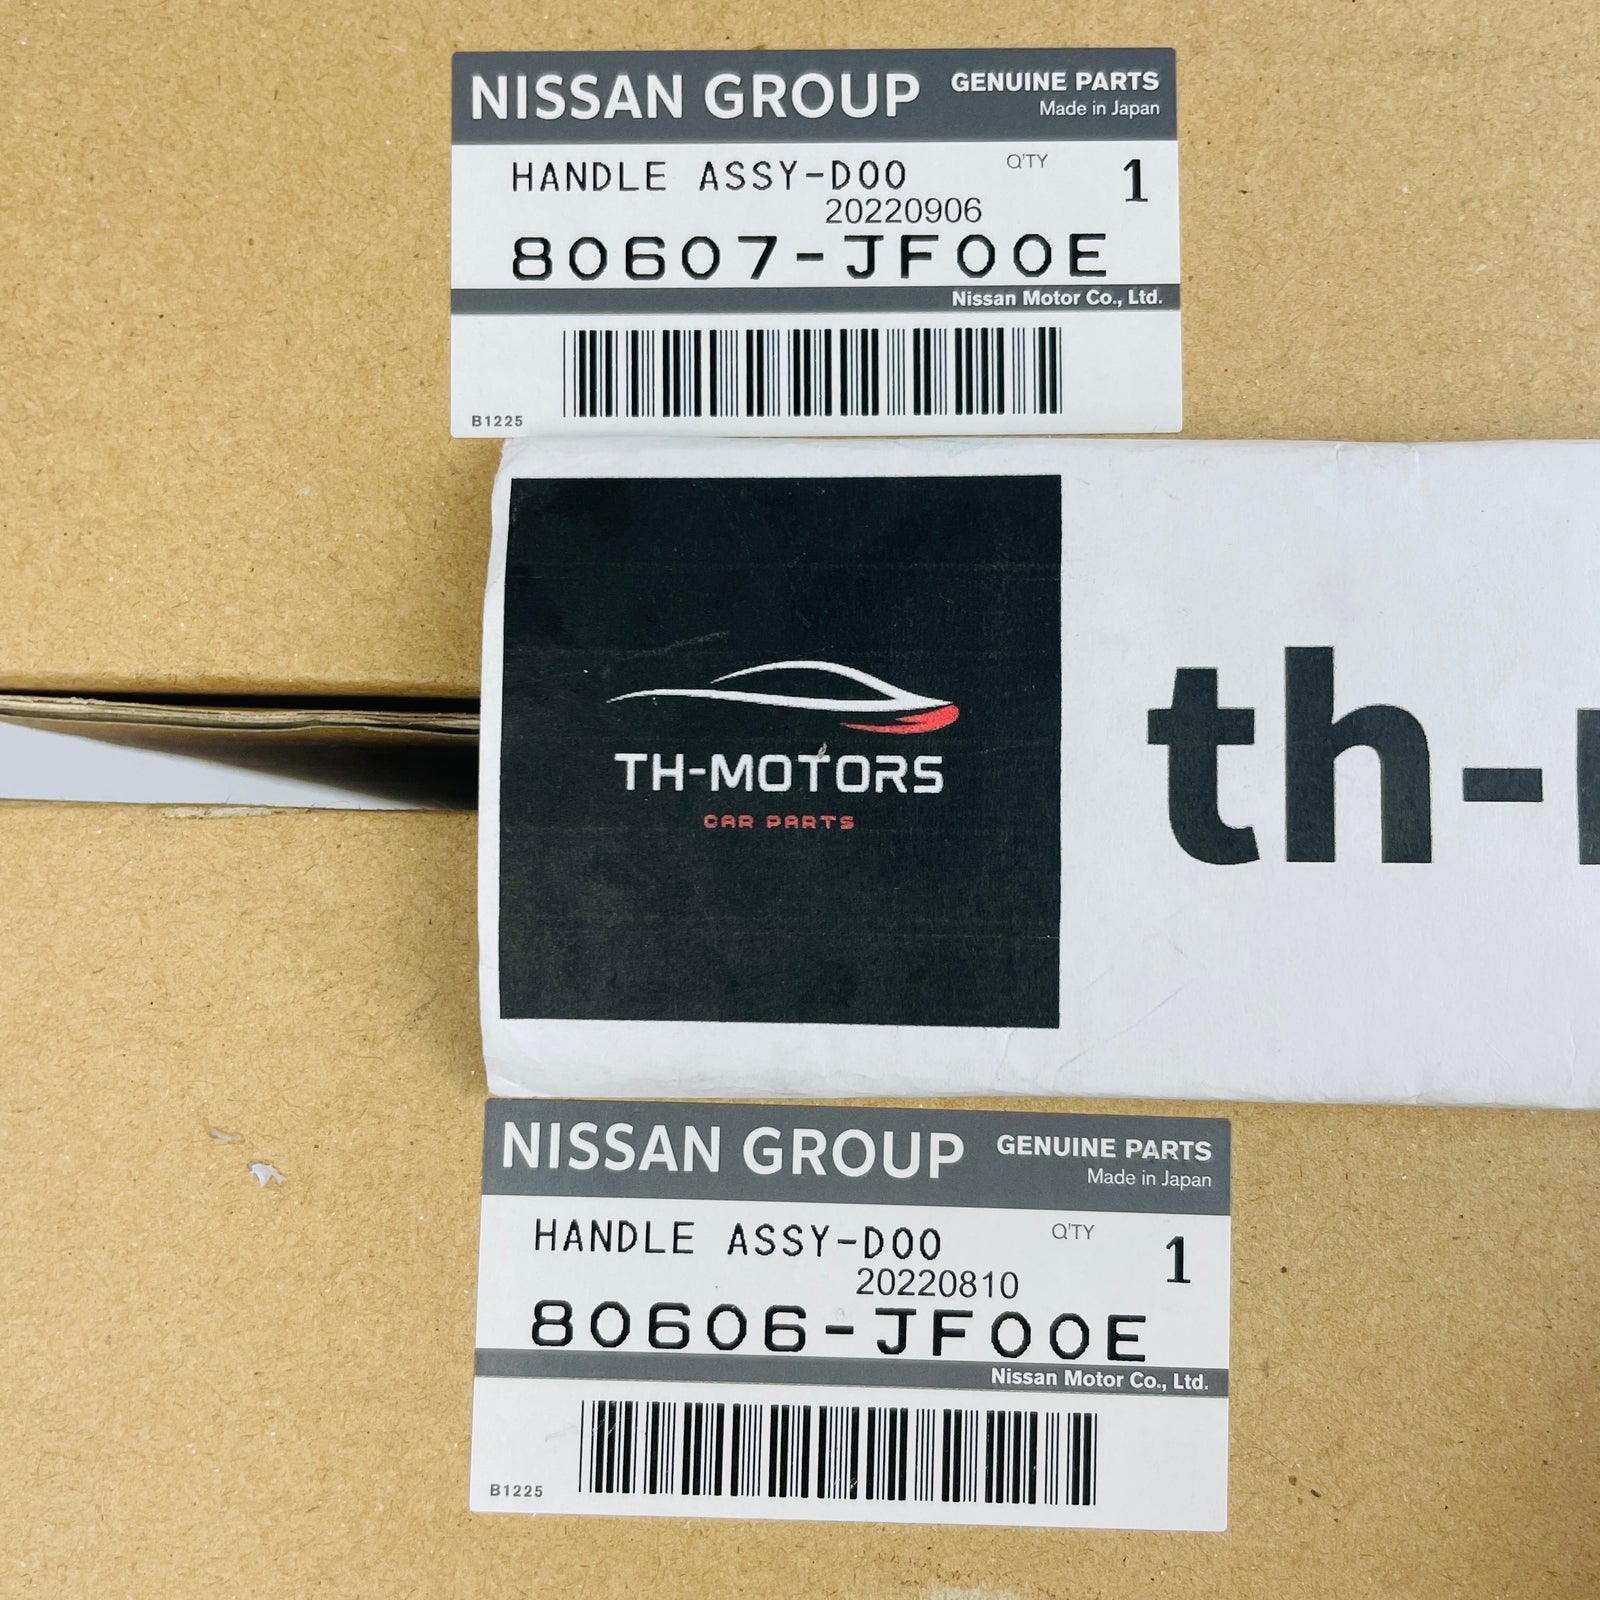 NISSAN GROUP GENUINE PARTS
Made in Japan
HANDLE ASSY-DOO Q'TY 1
20220906
80607-JF00E
Nissan Motor Co., Ltd.
B1225
TH-MOTORS
CAR PARTS
th-
NISSAN GROUP GENUINE PARTS
Made in Japan
HANDLE ASSY-DOO Q'TY 1
20220810
80606-JF00E
Nissan Motor Co., Ltd.
B1225